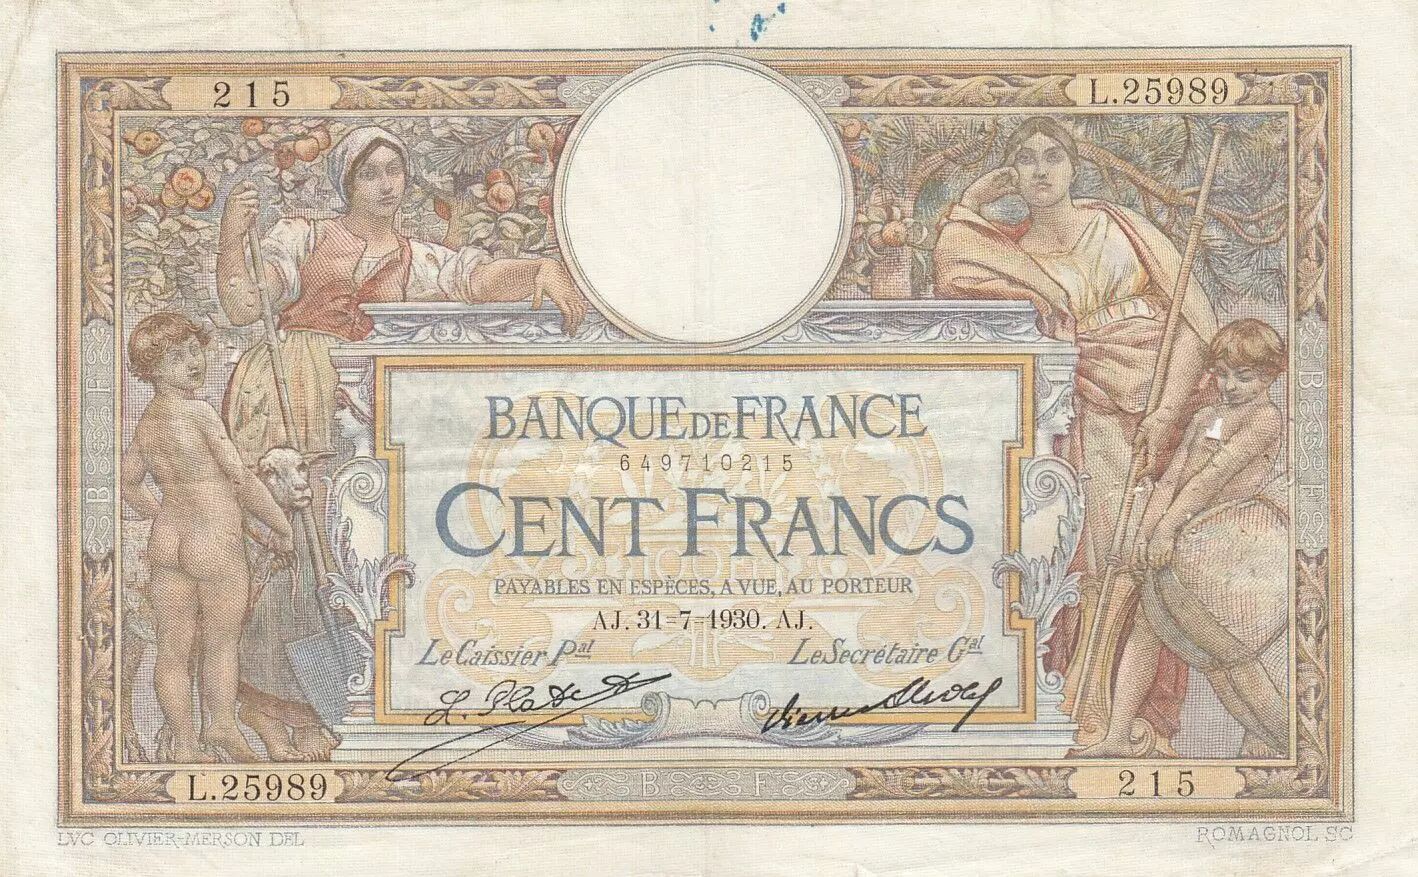 215
L.25989
BANQUE DE FRANCE
649710215
CENT FRANCS
PAYABLES EN ESPÈCES, A VUE, AU PORTEUR
AJ. 31=7=1930. AJ.
Le Caissier Pal
Le Secrétaire Gal
L. Platet
L.25989
B F
215
B F
B F
LVC OLIVIER-MERSON DEL
ROMAGNOL SC